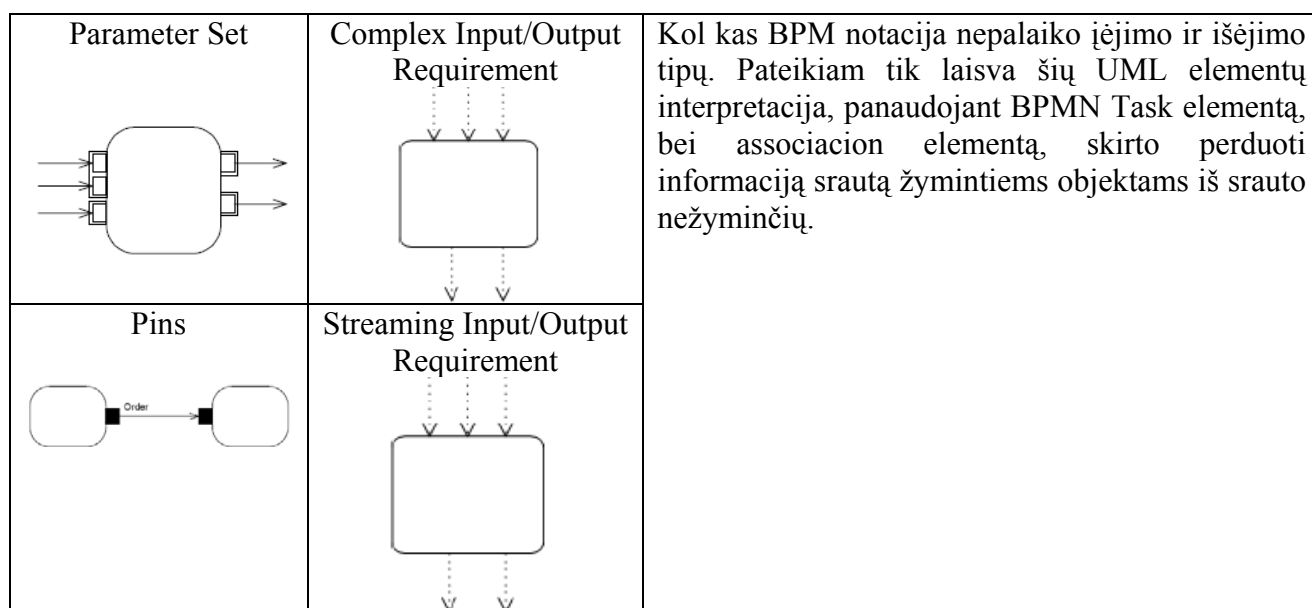 Parameter Set
Complex Input/Output
Requirement
Kol kas BPM notacija nepalaiko įėjimo ir išėjimo
tipų. Pateikiam tik laisva šių UML elementų
interpretacija, panaudojant BPMN Task elementą,
bei associacion elementą, skirto perduoti
informaciją srautą žymintiems objektams iš srauto
nežyminčių.
Pins
Order
Streaming Input/Output
Requirement